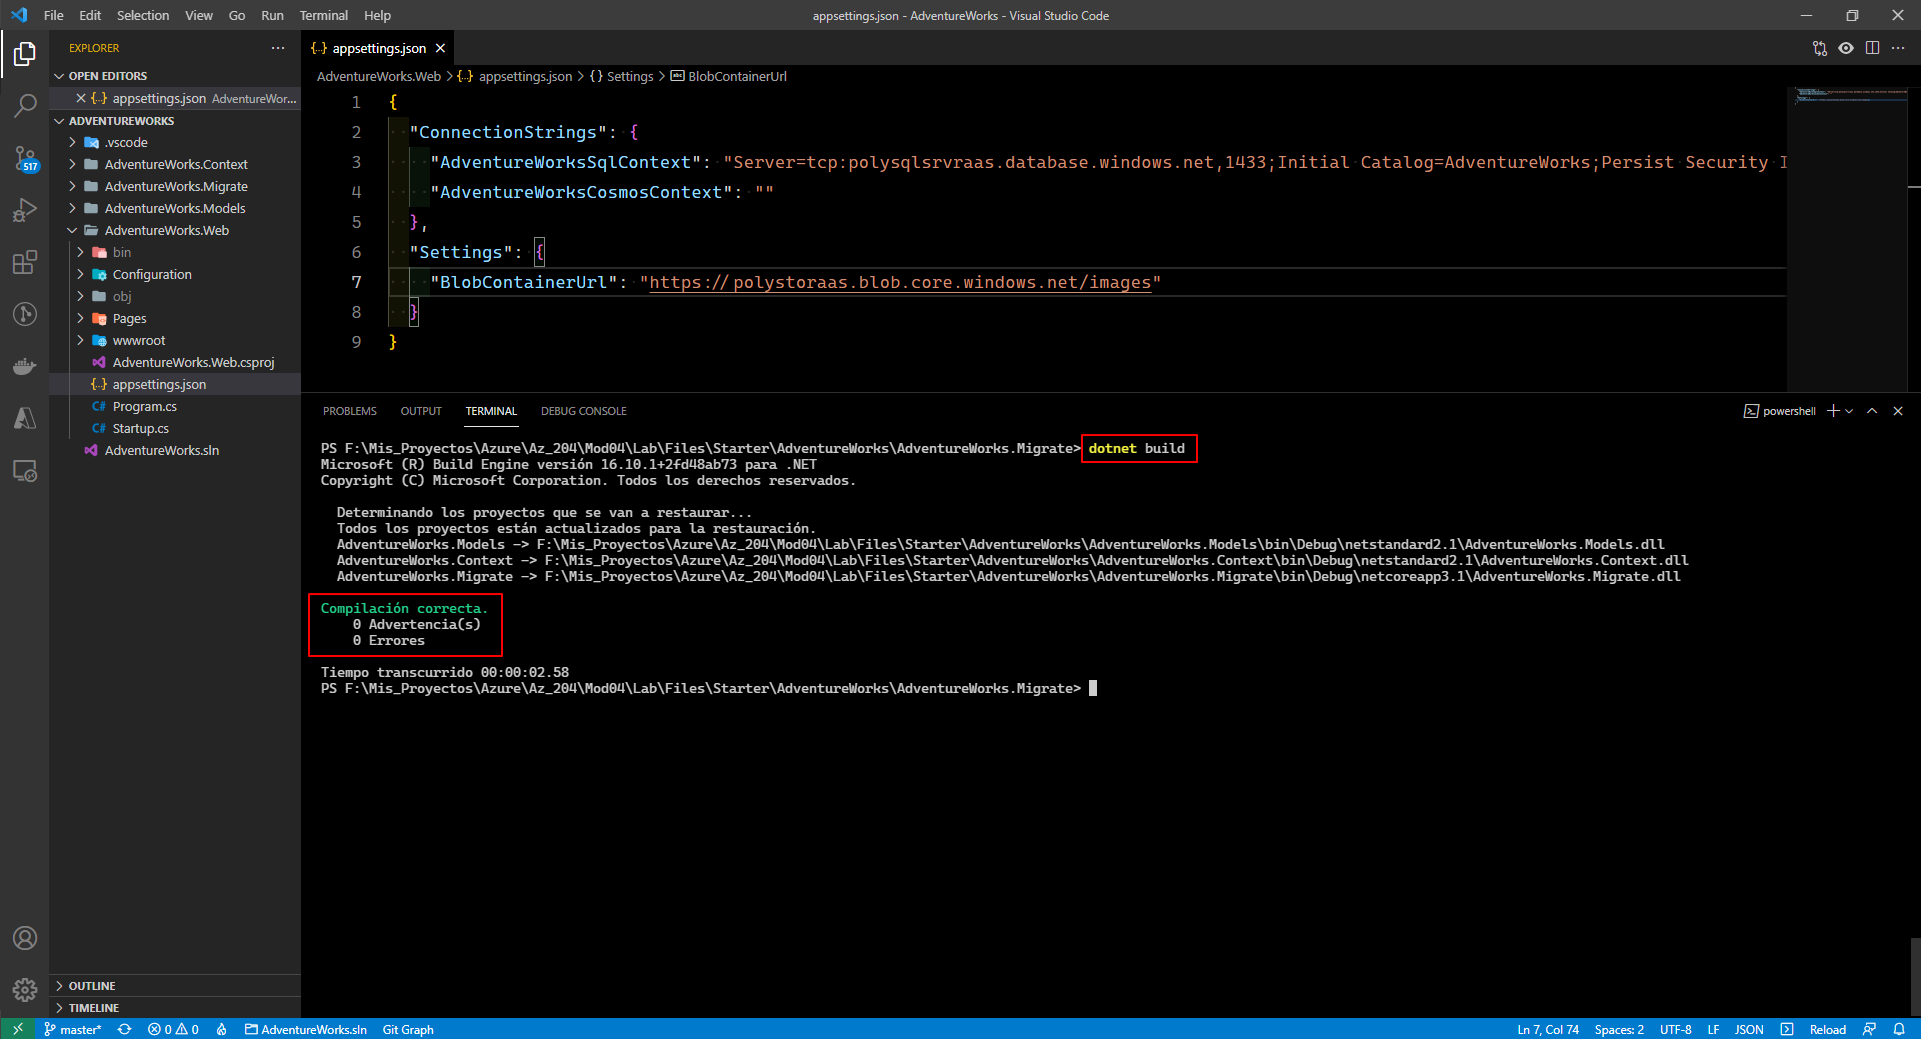 File Edit Selection View Go Run Terminal Help
appsettings.json - AdventureWorks - Visual Studio Code
EXPLORER
OPEN EDITORS
{..} appsettings.json AdventureWor...
ADVENTUREWORKS
.vscode
AdventureWorks.Context
AdventureWorks.Migrate
AdventureWorks.Models
AdventureWorks.Web
bin
Configuration
obj
Pages
wwwroot
AdventureWorks.Web.csproj
{..} appsettings.json
C# Program.cs
C# Startup.cs
AdventureWorks.sln
OUTLINE
TIMELINE
517
{..} appsettings.json
AdventureWorks.Web > {..} appsettings.json > {} Settings > abc BlobContainerUrl
1 {
2 "ConnectionStrings": {
3 "AdventureWorksSqlContext": "Server=tcp:polysqlsrvraas.database.windows.net,1433;Initial Catalog=AdventureWorks;Persist Security I
4 "AdventureWorksCosmosContext": ""
5 },
6 "Settings": {
7 "BlobContainerUrl": "https://polystoraas.blob.core.windows.net/images"
8 }
9 }
PROBLEMS OUTPUT TERMINAL DEBUG CONSOLE
powershell
PS F:\Mis_Proyectos\Azure\Az_204\Mod04\Lab\Files\Starter\AdventureWorks\AdventureWorks.Migrate> dotnet build
Microsoft (R) Build Engine versión 16.10.1+2fd48ab73 para .NET
Copyright (C) Microsoft Corporation. Todos los derechos reservados.
Determinando los proyectos que se van a restaurar...
Todos los proyectos están actualizados para la restauración.
AdventureWorks.Models -> F:\Mis_Proyectos\Azure\Az_204\Mod04\Lab\Files\Starter\AdventureWorks\AdventureWorks.Models\bin\Debug\netstandard2.1\AdventureWorks.Models.dll
AdventureWorks.Context -> F:\Mis_Proyectos\Azure\Az_204\Mod04\Lab\Files\Starter\AdventureWorks\AdventureWorks.Context\bin\Debug\netstandard2.1\AdventureWorks.Context.dll
AdventureWorks.Migrate -> F:\Mis_Proyectos\Azure\Az_204\Mod04\Lab\Files\Starter\AdventureWorks\AdventureWorks.Migrate\bin\Debug\netcoreapp3.1\AdventureWorks.Migrate.dll
Compilación correcta.
0 Advertencia(s)
0 Errores
Tiempo transcurrido 00:00:02.58
PS F:\Mis_Proyectos\Azure\Az_204\Mod04\Lab\Files\Starter\AdventureWorks\AdventureWorks.Migrate>
master* 0 0 AdventureWorks.sln Git Graph
Ln 7, Col 74 Spaces: 2 UTF-8 LF JSON Reload